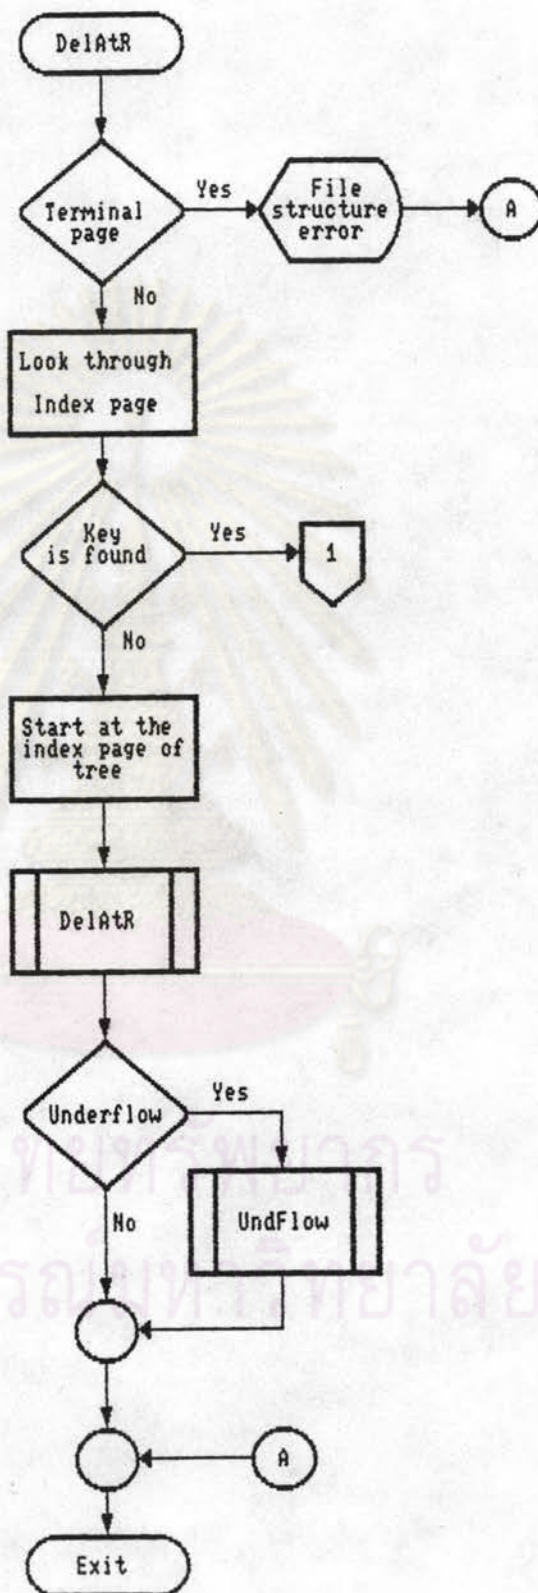 DelAtR
Terminal
page
Yes
File
structure
error
A
No
Look through
Index page
Key
is found
Yes
1
No
Start at the
index page of
tree
DelAtR
Underflow
Yes
UndFlow
No
A
Exit